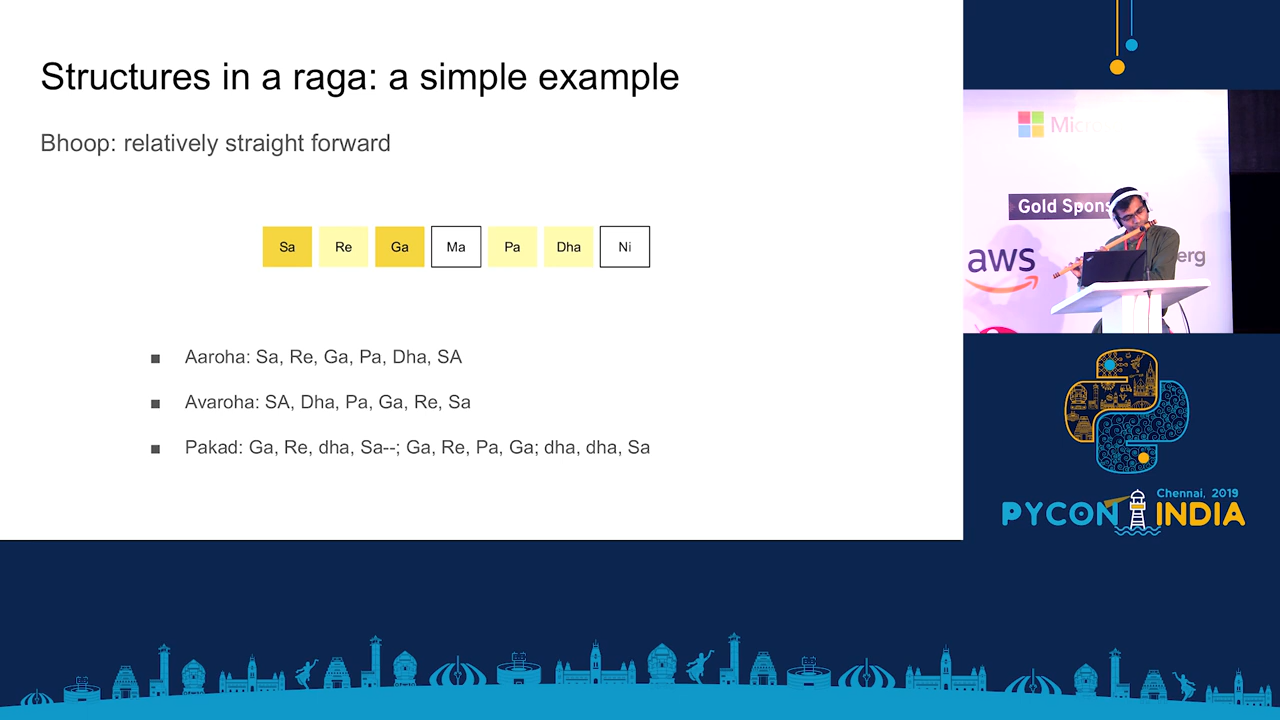 Structures in a raga: a simple example
Bhoop: relatively straight forward
Sa Re Ga Ma Pa Dha Ni
■ Aaroha: Sa, Re, Ga, Pa, Dha, SA
■ Avaroha: SA, Dha, Pa, Ga, Re, Sa
■ Pakad: Ga, Re, dha, Sa--; Ga, Re, Pa, Ga; dha, dha, Sa
Gold Spons
aws
erg
Chennai, 2019
PYCON INDIA